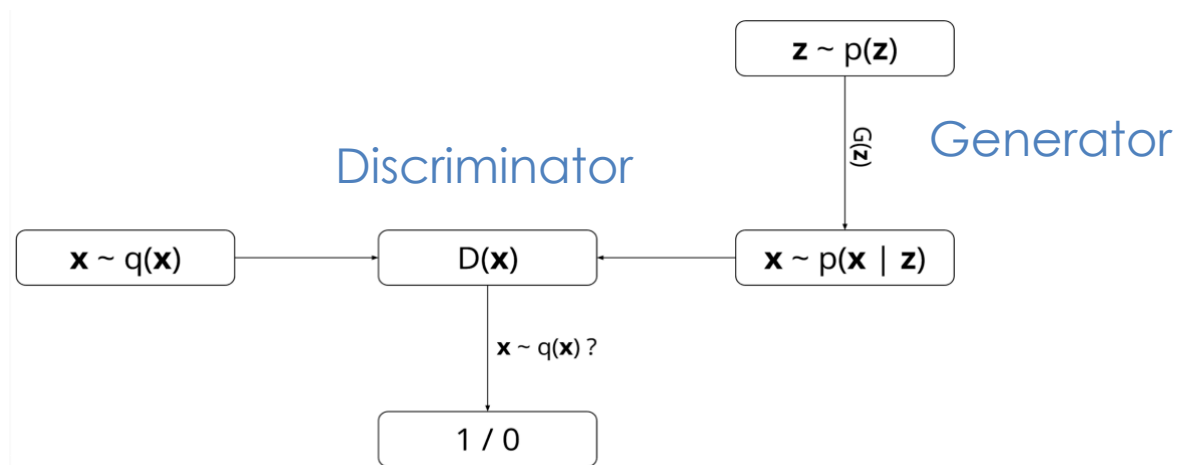 z ~ p(z)
G(z)
Generator
Discriminator
x ~ q(x)
D(x)
x ~ p(x | z)
x ~ q(x) ?
1 / 0